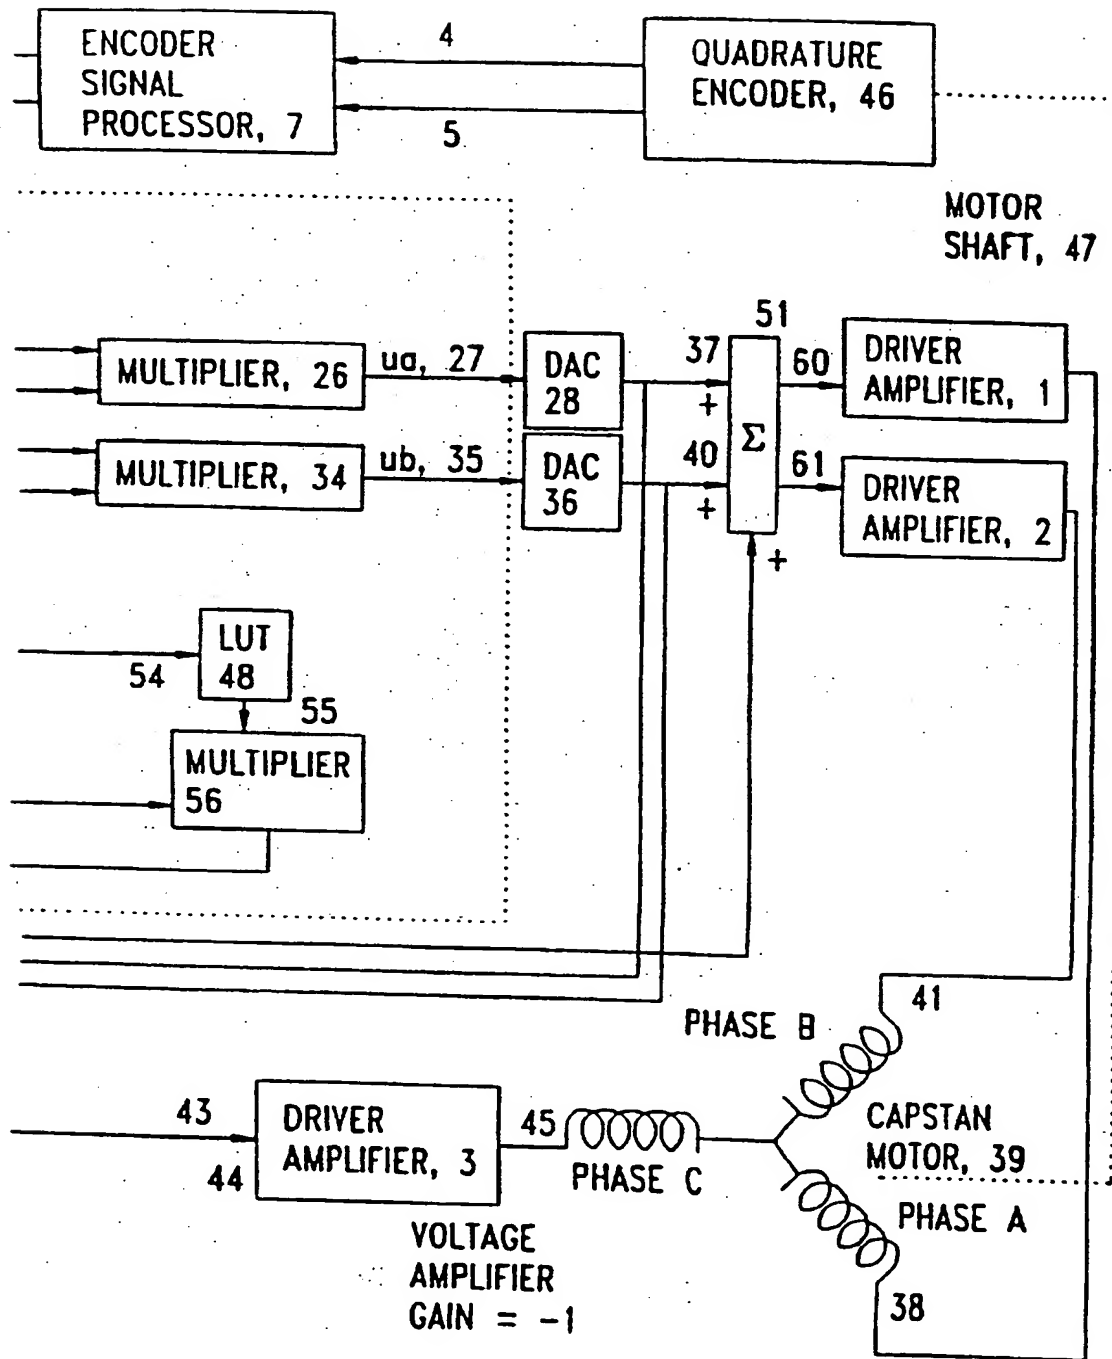 4
ENCODER
SIGNAL
PROCESSOR, 7
5
QUADRATURE
ENCODER, 46
MOTOR
SHAFT, 47
MULTIPLIER, 26
ua, 27
DAC
28
37
+
51
Σ
60
DRIVER
AMPLIFIER, 1
MULTIPLIER, 34
ub, 35
DAC
36
40
+
61
DRIVER
AMPLIFIER, 2
+
54
LUT
48
55
MULTIPLIER
56
PHASE B
41
43
44
DRIVER
AMPLIFIER, 3
45
PHASE C
CAPSTAN
MOTOR, 39
PHASE A
38
VOLTAGE
AMPLIFIER
GAIN = -1